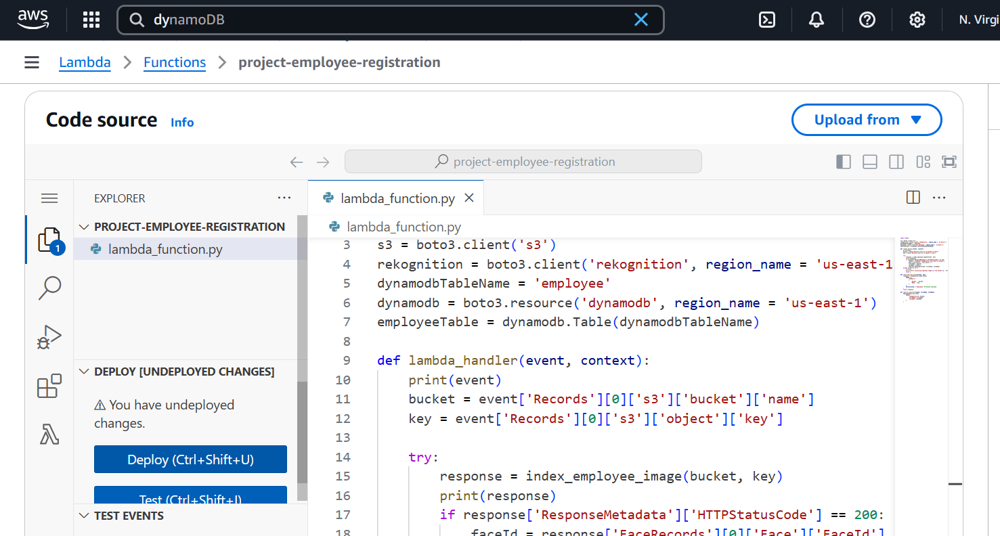 aws
dynamoDB
N. Virgi
Lambda
Functions
project-employee-registration
Code source
Info
Upload from
project-employee-registration
EXPLORER
PROJECT-EMPLOYEE-REGISTRATION
lambda_function.py
1
DEPLOY [UNDEPLOYED CHANGES]
You have undeployed
changes.
Deploy (Ctrl+Shift+U)
Test (Ctrl+Shift+I)
TEST EVENTS
lambda_function.py
lambda_function.py
3 s3 = boto3.client('s3')
4 rekognition = boto3.client('rekognition', region_name = 'us-east-1
5 dynamodbTableName = 'employee'
6 dynamodb = boto3.resource('dynamodb', region_name = 'us-east-1')
7 employeeTable = dynamodb.Table(dynamodbTableName)
8
9 def lambda_handler(event, context):
10 print(event)
11 bucket = event['Records'][0]['s3']['bucket']['name']
12 key = event['Records'][0]['s3']['object']['key']
13
14 try:
15 response = index_employee_image(bucket, key)
16 print(response)
17 if response['ResponseMetadata']['HTTPStatusCode'] == 200:
18 faceId = response['FaceRecords'][0]['Face']['FaceId']